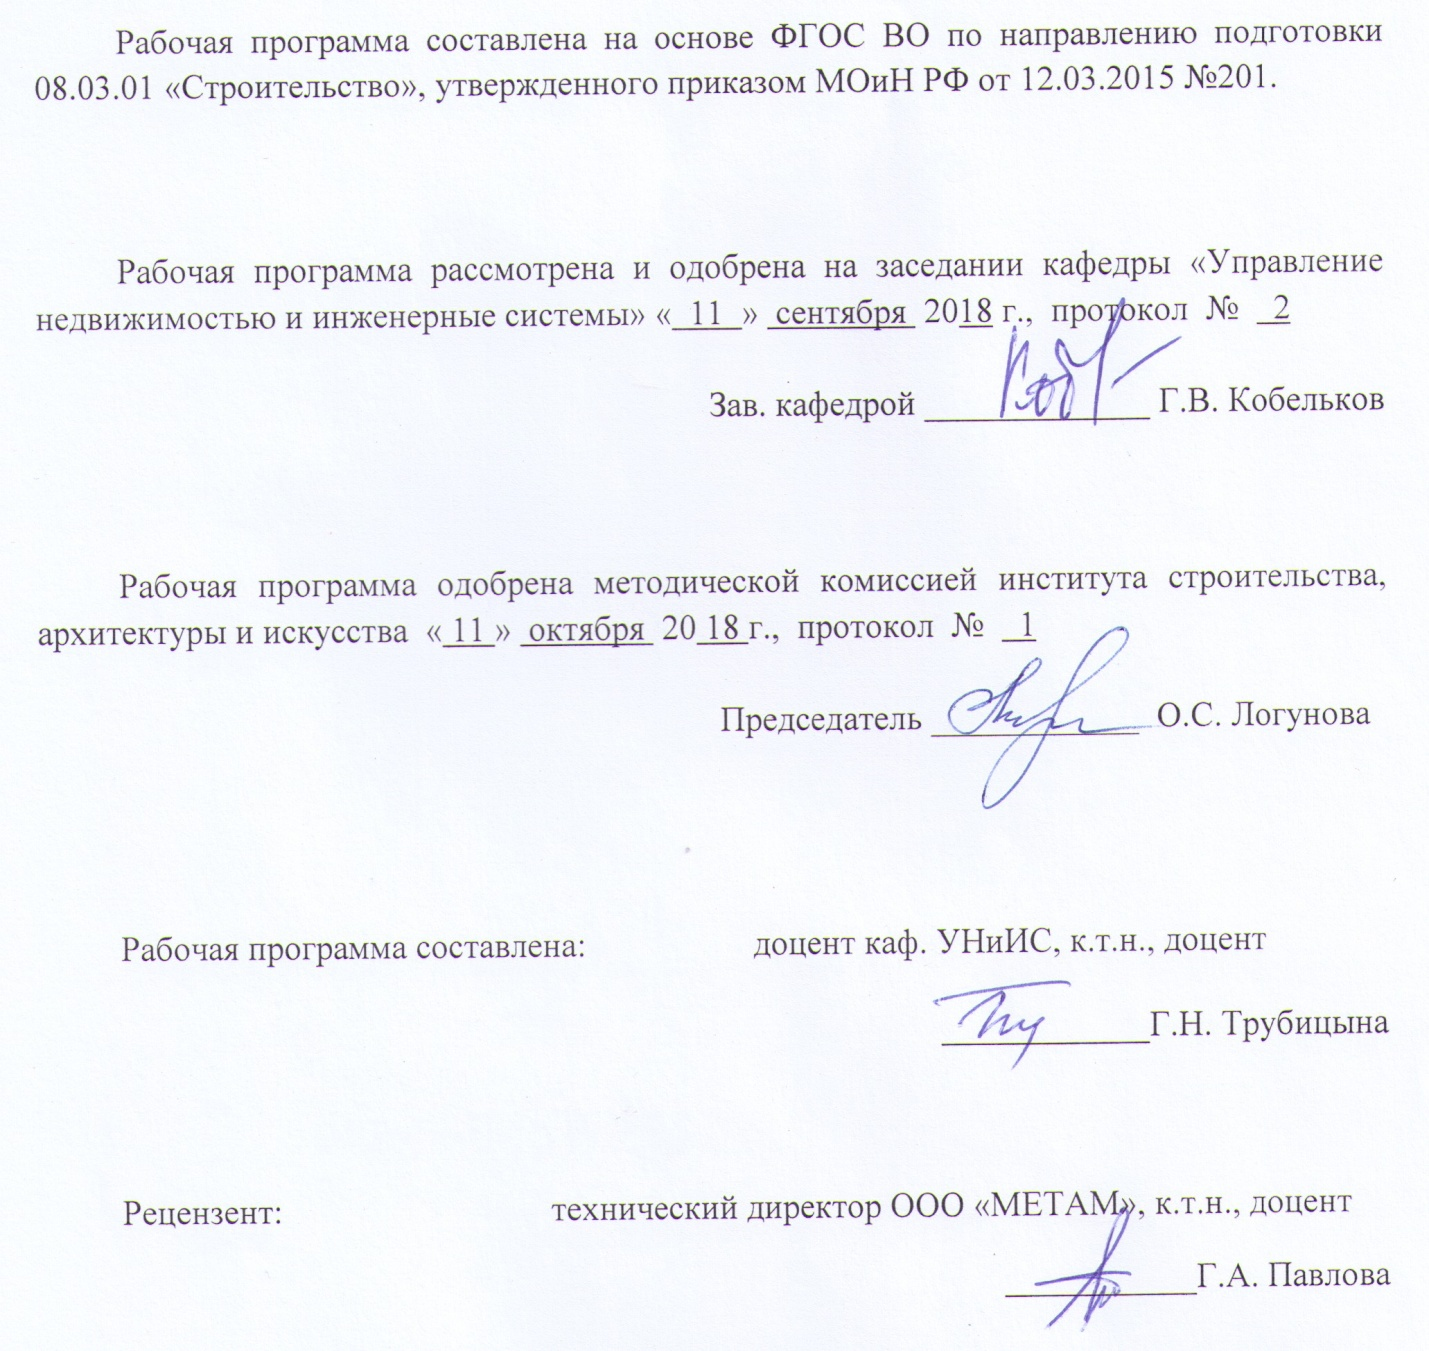 Рабочая программа составлена на основе ФГОС ВО по направлению подготовки
08.03.01 «Строительство», утвержденного приказом МОиН РФ от 12.03.2015 №201.
Рабочая программа рассмотрена и одобрена на заседании кафедры «Управление
недвижимостью и инженерные системы» « 11 » сентября 2018 г., протокол № 2
Зав. кафедрой ____________ Г.В. Кобельков
Рабочая программа одобрена методической комиссией института строительства,
архитектуры и искусства « 11 » октября 20 18 г., протокол № 1
Председатель ____________ О.С. Логунова
Рабочая программа составлена: доцент каф. УНиИС, к.т.н., доцент
____________Г.Н. Трубицына
Рецензент: технический директор ООО «МЕТАМ», к.т.н., доцент
____________Г.А. Павлова